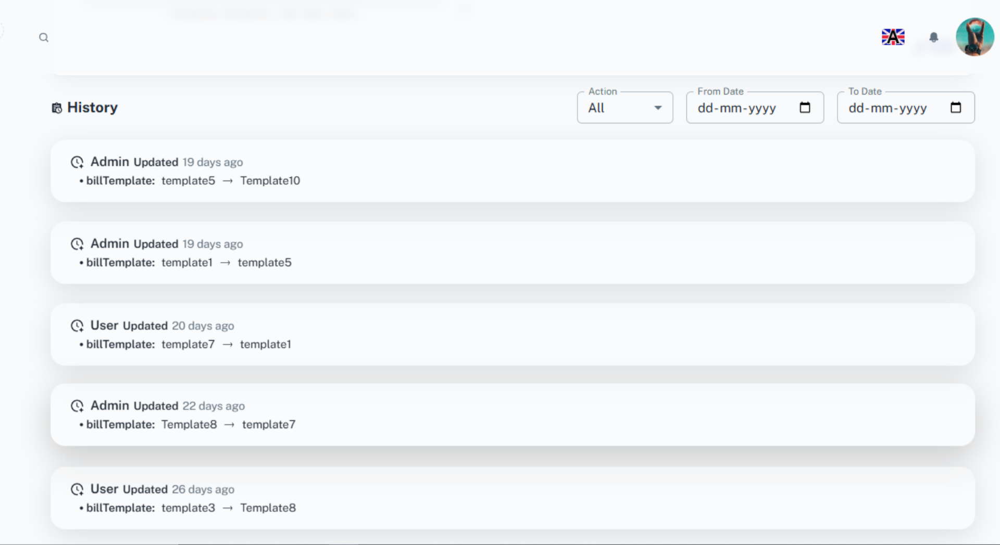 A
History
Action
All
From Date
dd-mm-yyyy
To Date
dd-mm-yyyy
Admin Updated 19 days ago
• billTemplate: template5 → Template10
Admin Updated 19 days ago
• billTemplate: template1 → template5
User Updated 20 days ago
• billTemplate: template7 → template1
Admin Updated 22 days ago
• billTemplate: Template8 → template7
User Updated 26 days ago
• billTemplate: template3 → Template8